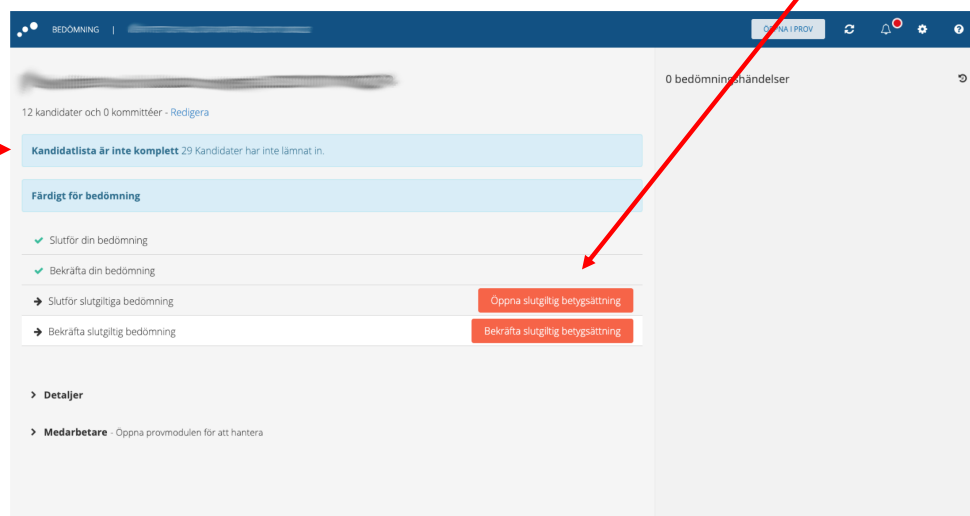 BEDÖMNING |
NA I PROV
0 bedömningshändelser
12 kandidater och 0 kommittéer - Redigera
Kandidatlista är inte komplett 29 Kandidater har inte lämnat in.
Färdigt för bedömning
Slutför din bedömning
Bekräfta din bedömning
Slutför slutgiltiga bedömning
Öppna slutgiltig betygsättning
Bekräfta slutgiltig bedömning
Bekräfta slutgiltig betygsättning
Detaljer
Medarbetare - Öppna provmodulen för att hantera